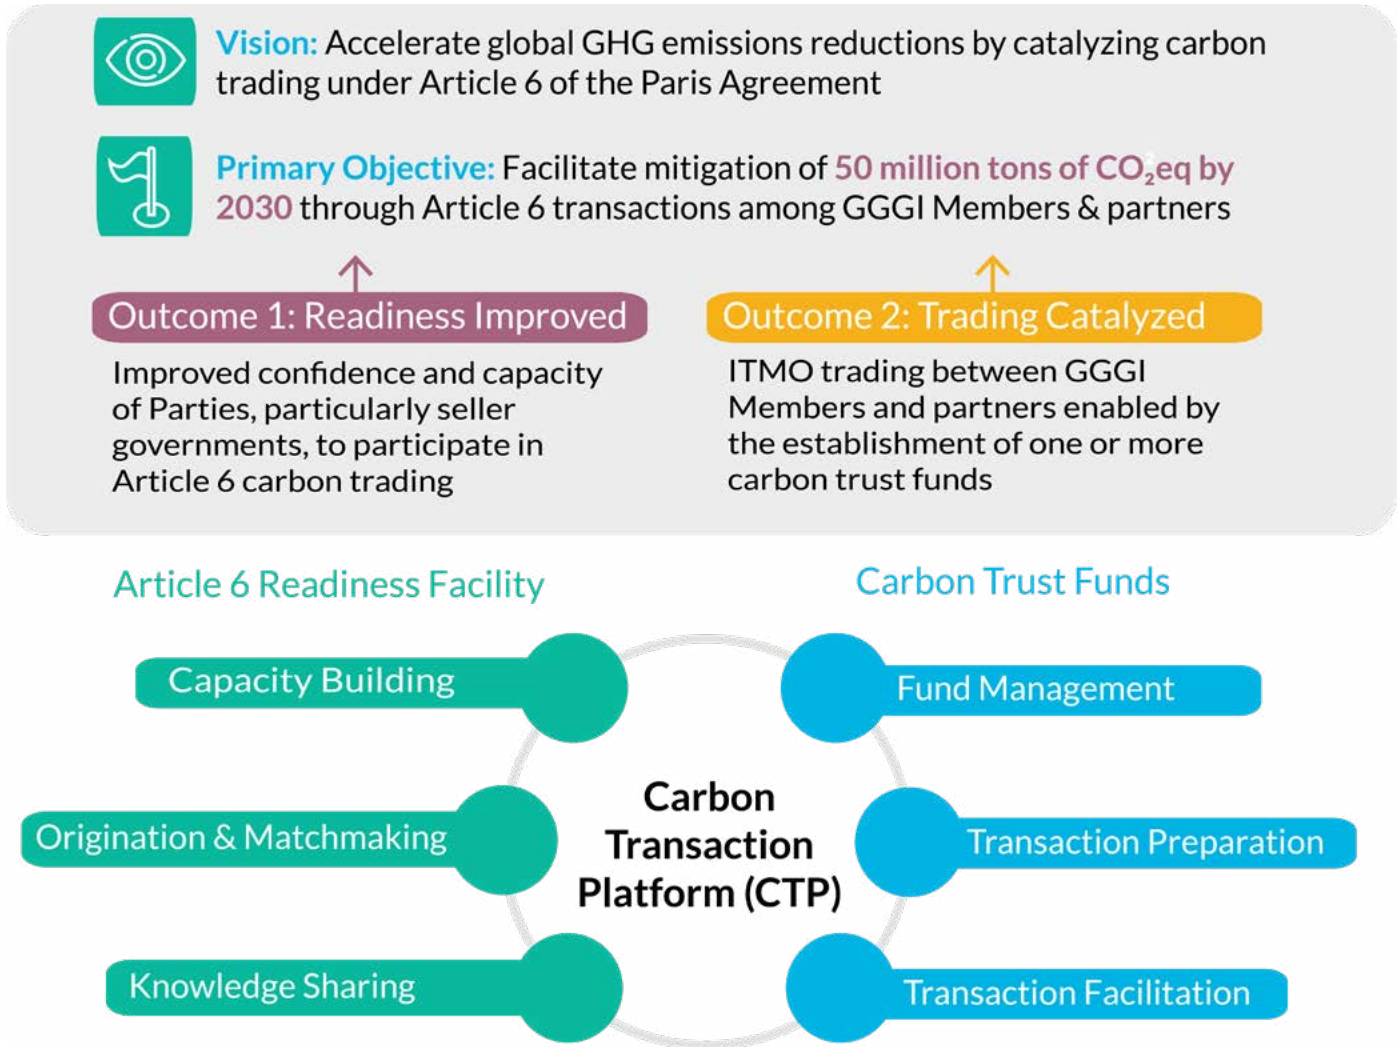 Vision: Accelerate global GHG emissions reductions by catalyzing carbon
trading under Article 6 of the Paris Agreement
Primary Objective: Facilitate mitigation of 50 million tons of CO₂eq by
2030 through Article 6 transactions among GGGI Members & partners
Outcome 1: Readiness Improved
Improved confidence and capacity
of Parties, particularly seller
governments, to participate in
Article 6 carbon trading
Outcome 2: Trading Catalyzed
ITMO trading between GGGI
Members and partners enabled by
the establishment of one or more
carbon trust funds
Article 6 Readiness Facility
Capacity Building
Origination & Matchmaking
Knowledge Sharing
Carbon
Transaction
Platform (CTP)
Carbon Trust Funds
Fund Management
Transaction Preparation
Transaction Facilitation